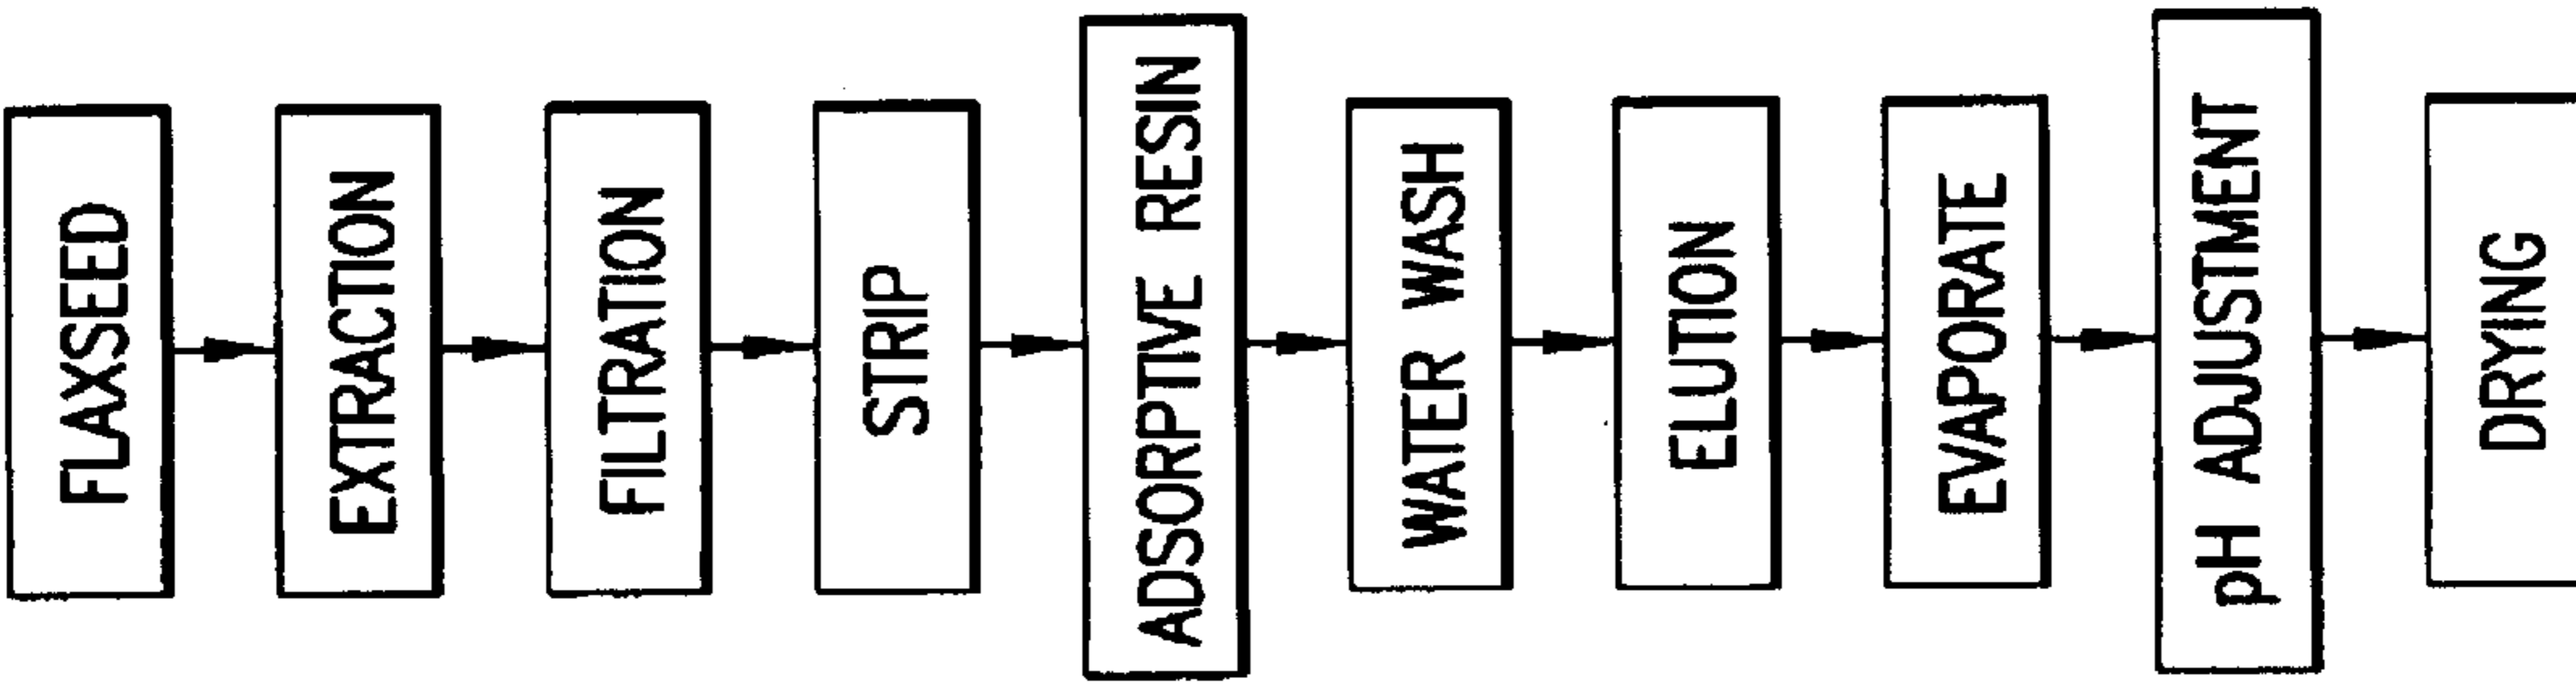 FLAXSEED
EXTRACTION
FILTRATION
STRIP
ADSORPTIVE RESIN
WATER WASH
ELUTION
EVAPORATE
pH ADJUSTMENT
DRYING